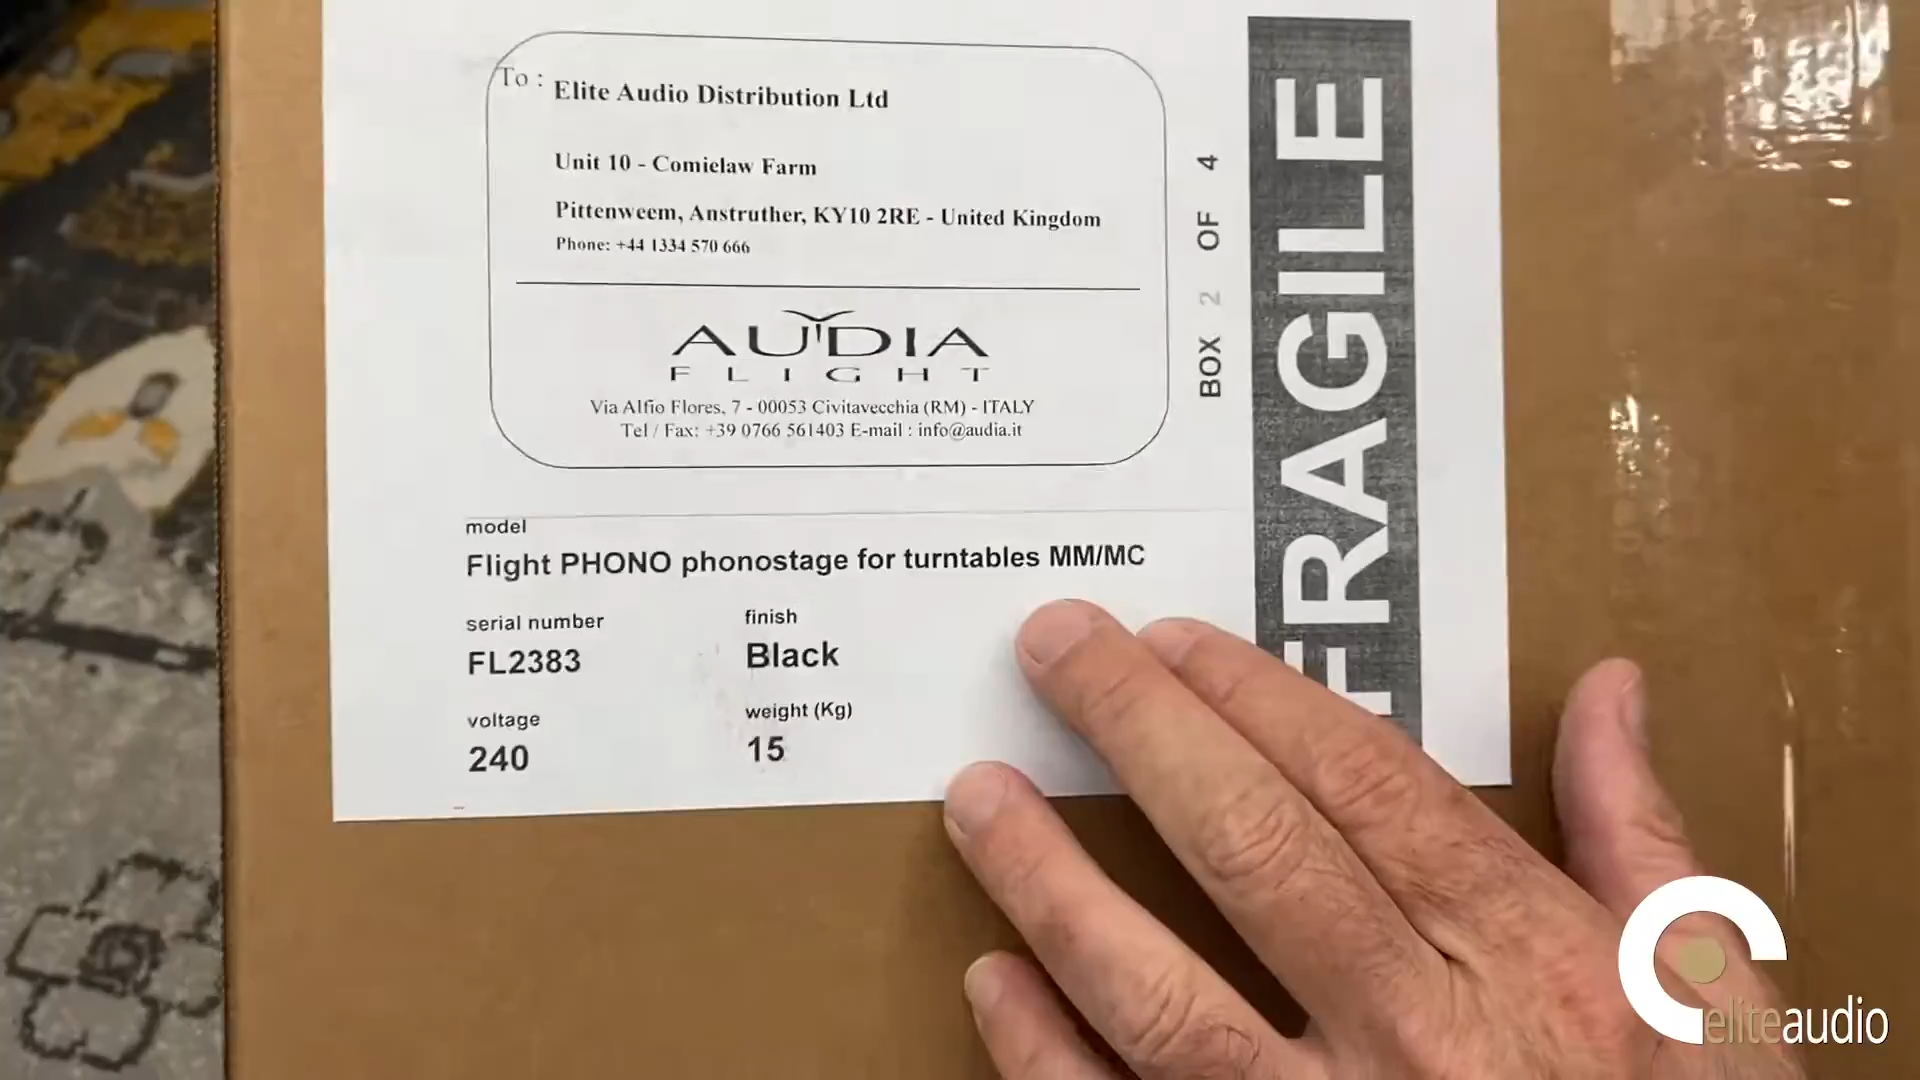 To :
Elite Audio Distribution Ltd
Unit 10 - Comielaw Farm
Pittenweem, Anstruther, KY10 2RE - United Kingdom
Phone: +44 1334 570 666
AUDIA
FLIGHT
Via Alfio Flores, 7 - 00053 Civitavecchia (RM) - ITALY
Tel / Fax: +39 0766 561403 E-mail : info@audia.it
BOX 2 OF 4
FRAGILE
model
Flight PHONO phonostage for turntables MM/MC
serial number
FL2383
finish
Black
voltage
240
weight (Kg)
15
eliteaudio